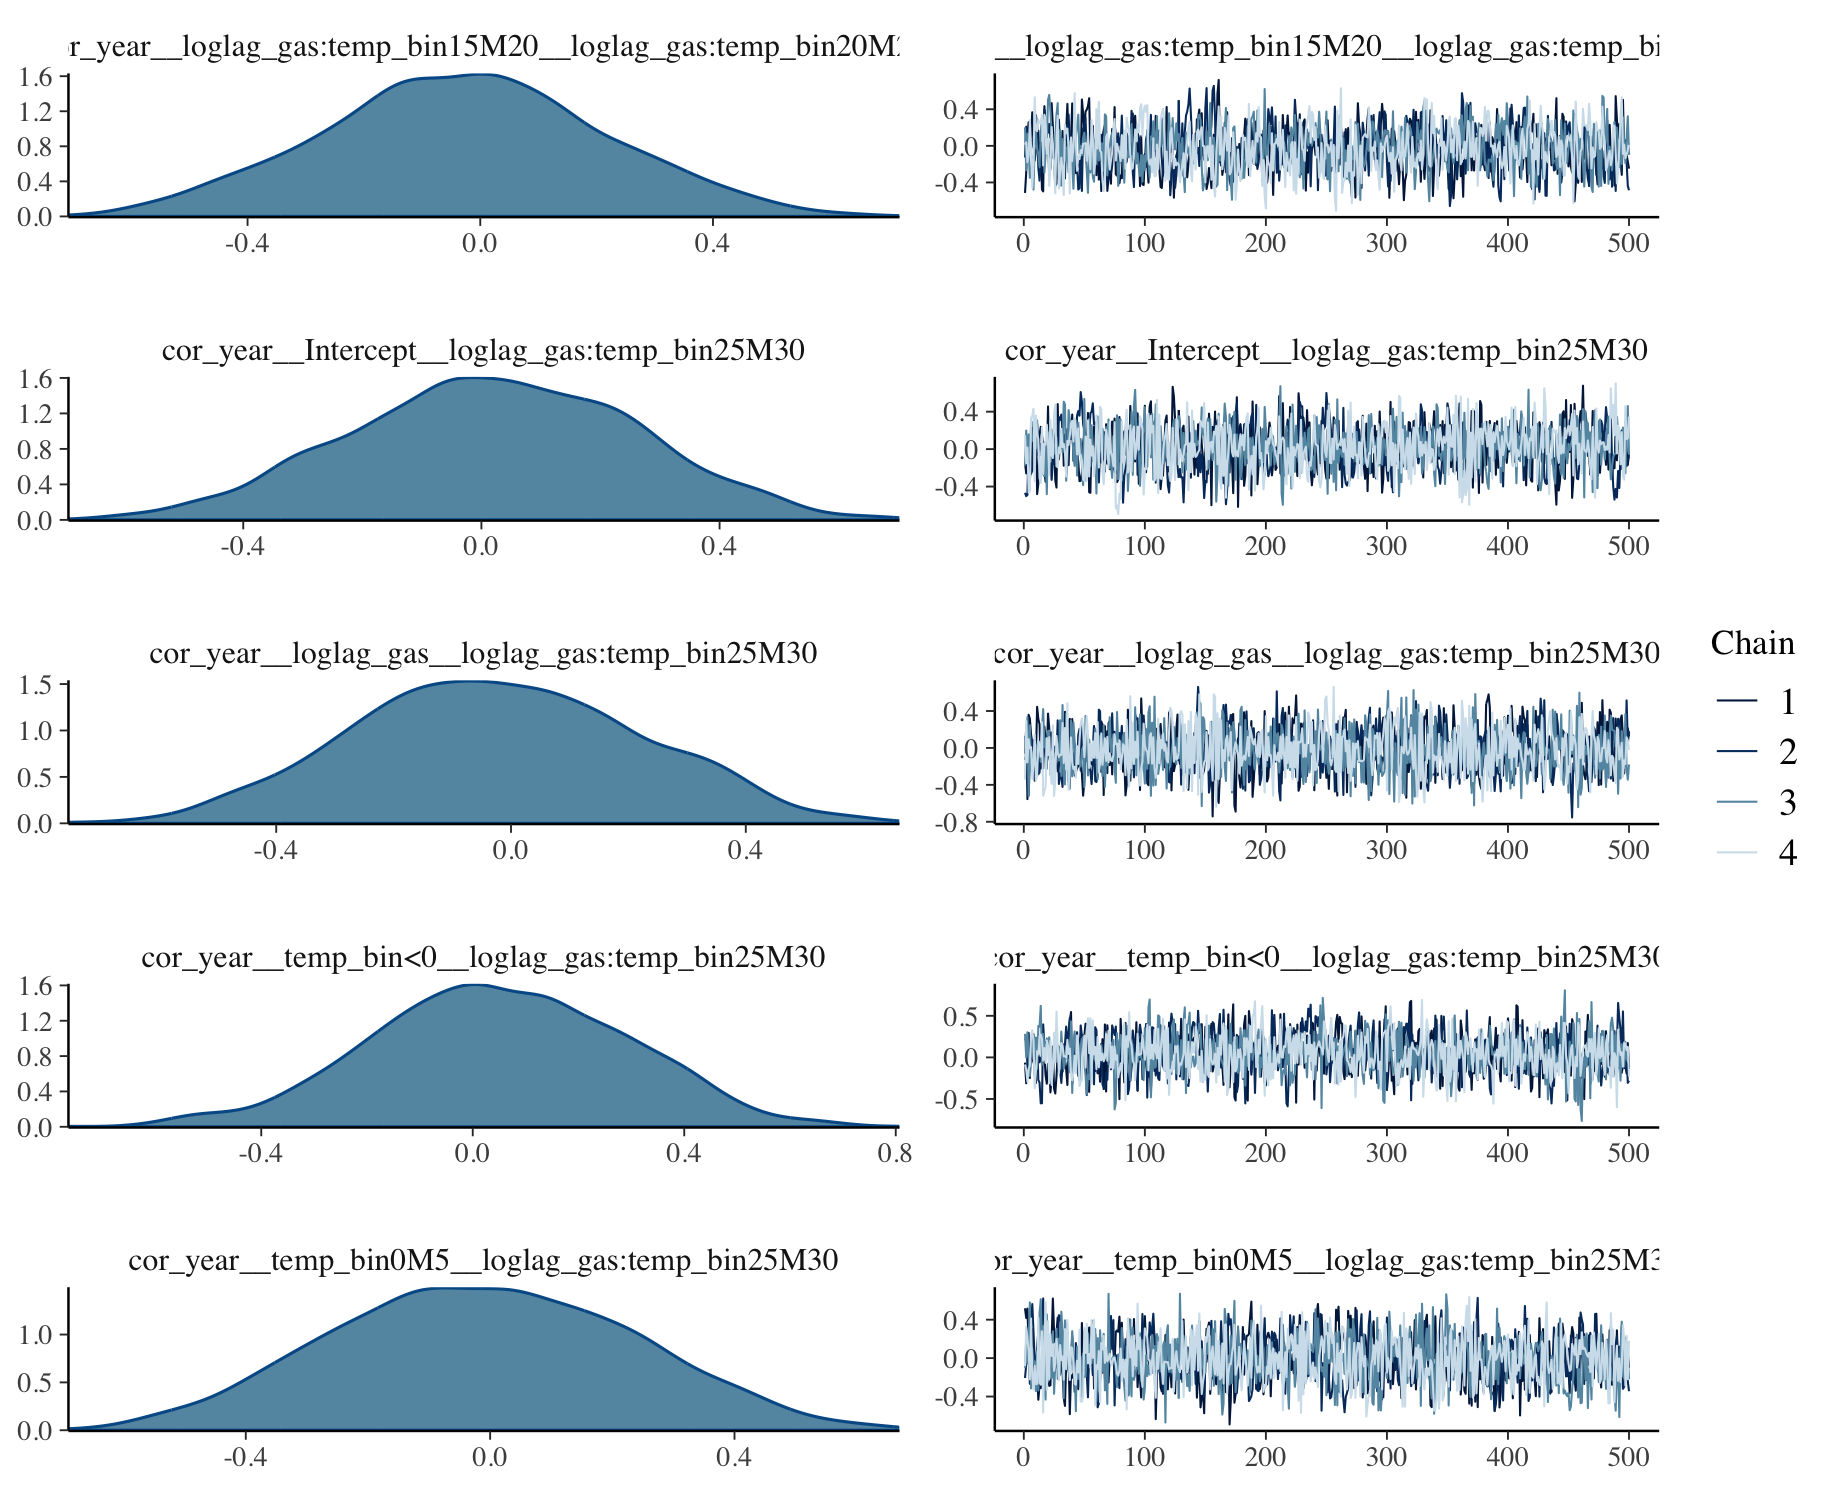 r_year__loglag_gas:temp_bin15M20__loglag_gas:temp_bin20M
__loglag_gas:temp_bin15M20__loglag_gas:temp_bi
1.6
1.2
0.8
0.4
0.0
-0.4 0.0 0.4
0.4
0.0
-0.4
0 100 200 300 400 500
cor_year__Intercept__loglag_gas:temp_bin25M30
cor_year__Intercept__loglag_gas:temp_bin25M30
1.6
1.2
0.8
0.4
0.0
-0.4 0.0 0.4
0.4
0.0
-0.4
0 100 200 300 400 500
cor_year__loglag_gas__loglag_gas:temp_bin25M30
cor_year__loglag_gas__loglag_gas:temp_bin25M30
1.5
1.0
0.5
0.0
-0.4 0.0 0.4
0.4
0.0
-0.4
-0.8
0 100 200 300 400 500
Chain
1
2
3
4
cor_year__temp_bin<0__loglag_gas:temp_bin25M30
cor_year__temp_bin<0__loglag_gas:temp_bin25M30
1.6
1.2
0.8
0.4
0.0
-0.4 0.0 0.4 0.8
0.5
0.0
-0.5
0 100 200 300 400 500
cor_year__temp_bin0M5__loglag_gas:temp_bin25M30
or_year__temp_bin0M5__loglag_gas:temp_bin25M3
1.0
0.5
0.0
-0.4 0.0 0.4
0.4
0.0
-0.4
0 100 200 300 400 500